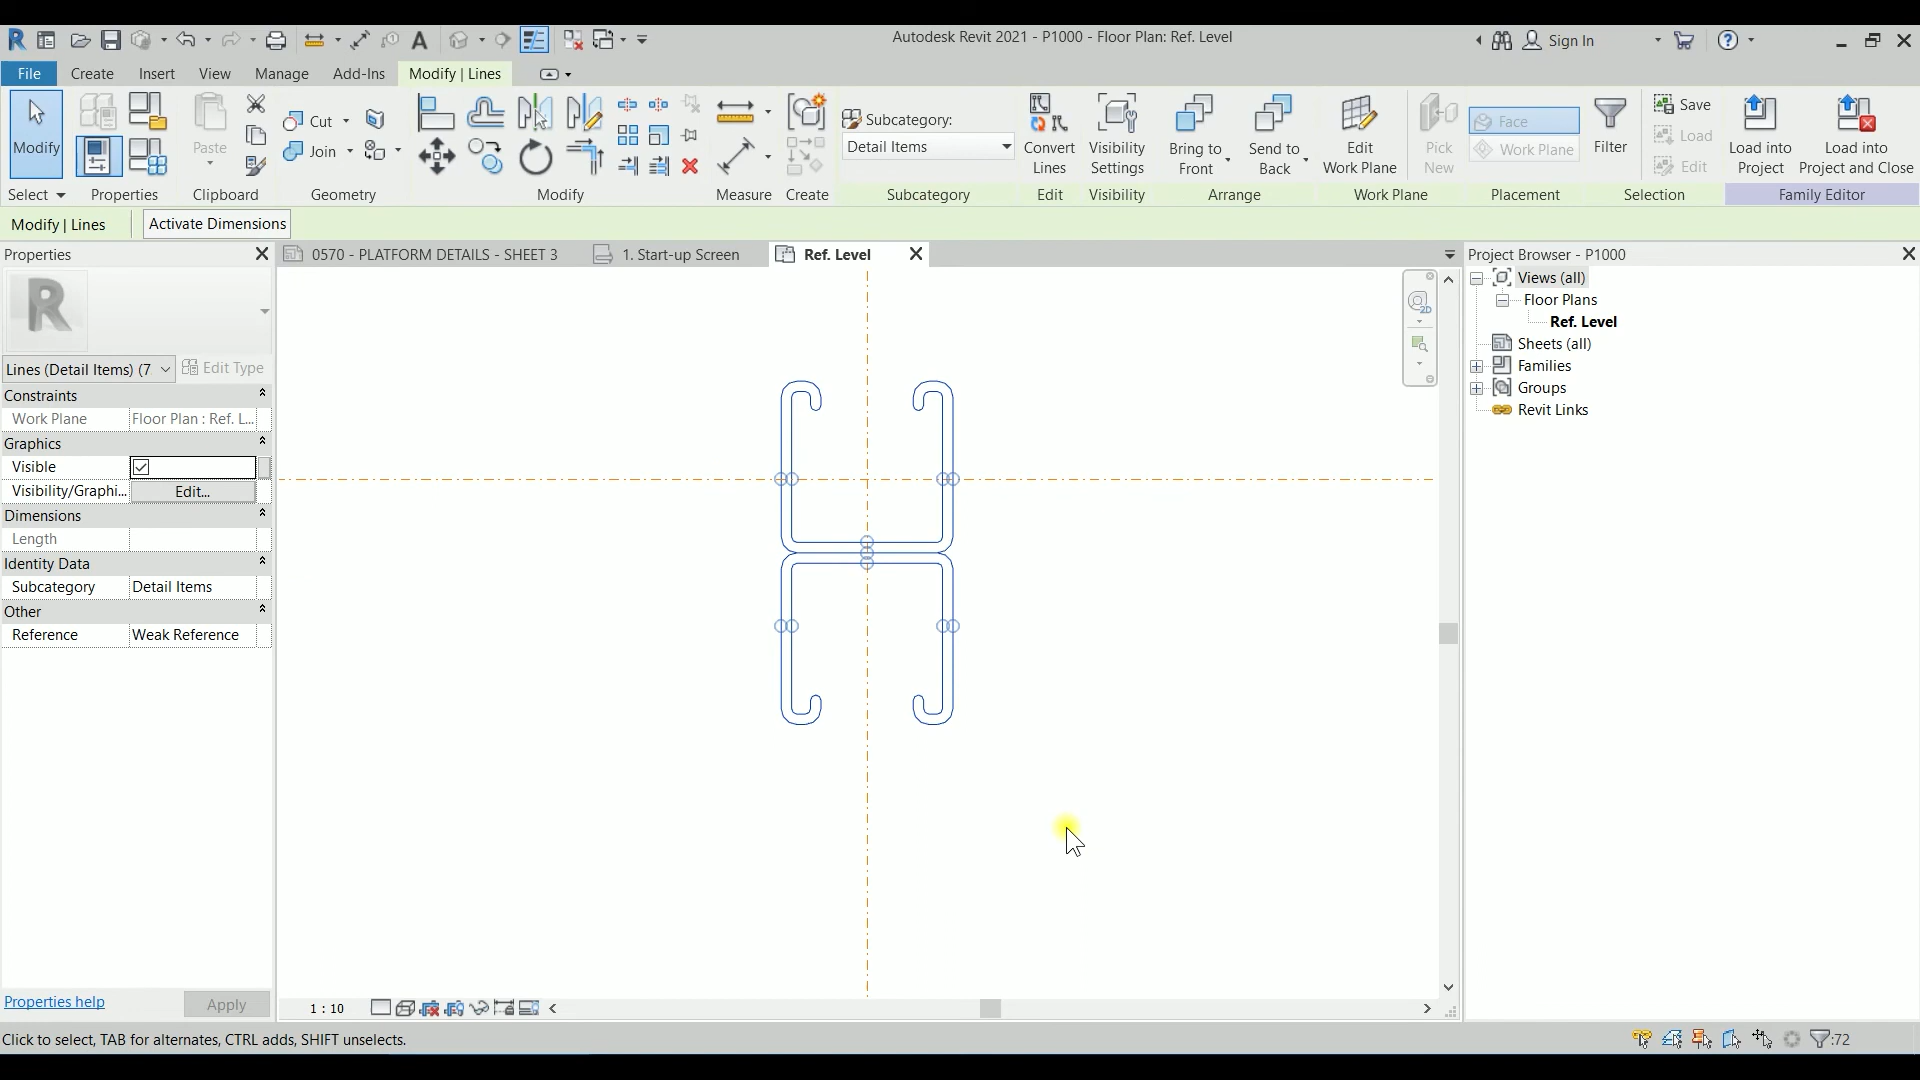 Autodesk Revit 2021 - P1000 - Floor Plan: Ref. Level
Sign In
File
Create
Insert
View
Manage
Add-Ins
Modify | Lines
Modify
Paste
Cut
Join
Subcategory:
Detail Items
Convert
Lines
Visibility
Settings
Bring to
Front
Send to
Back
Edit
Work Plane
Pick
New
Face
Work Plane
Filter
Save
Load
Edit
Load into
Project
Load into
Project and Close
Select
Properties
Clipboard
Geometry
Modify
Measure
Create
Subcategory
Edit
Visibility
Arrange
Work Plane
Placement
Selection
Family Editor
Modify | Lines
Activate Dimensions
Properties
R
Lines (Detail Items) (7
Edit Type
Constraints
Work Plane
Floor Plan : Ref. L...
Graphics
Visible
Visibility/Graphi...
Edit...
Dimensions
Length
Identity Data
Subcategory
Detail Items
Other
Reference
Weak Reference
Properties help
Apply
0570 - PLATFORM DETAILS - SHEET 3
1. Start-up Screen
Ref. Level
2D
1 : 10
Project Browser - P1000
Views (all)
Floor Plans
Ref. Level
Sheets (all)
Families
Groups
Revit Links
Click to select, TAB for alternates, CTRL adds, SHIFT unselects.
:72